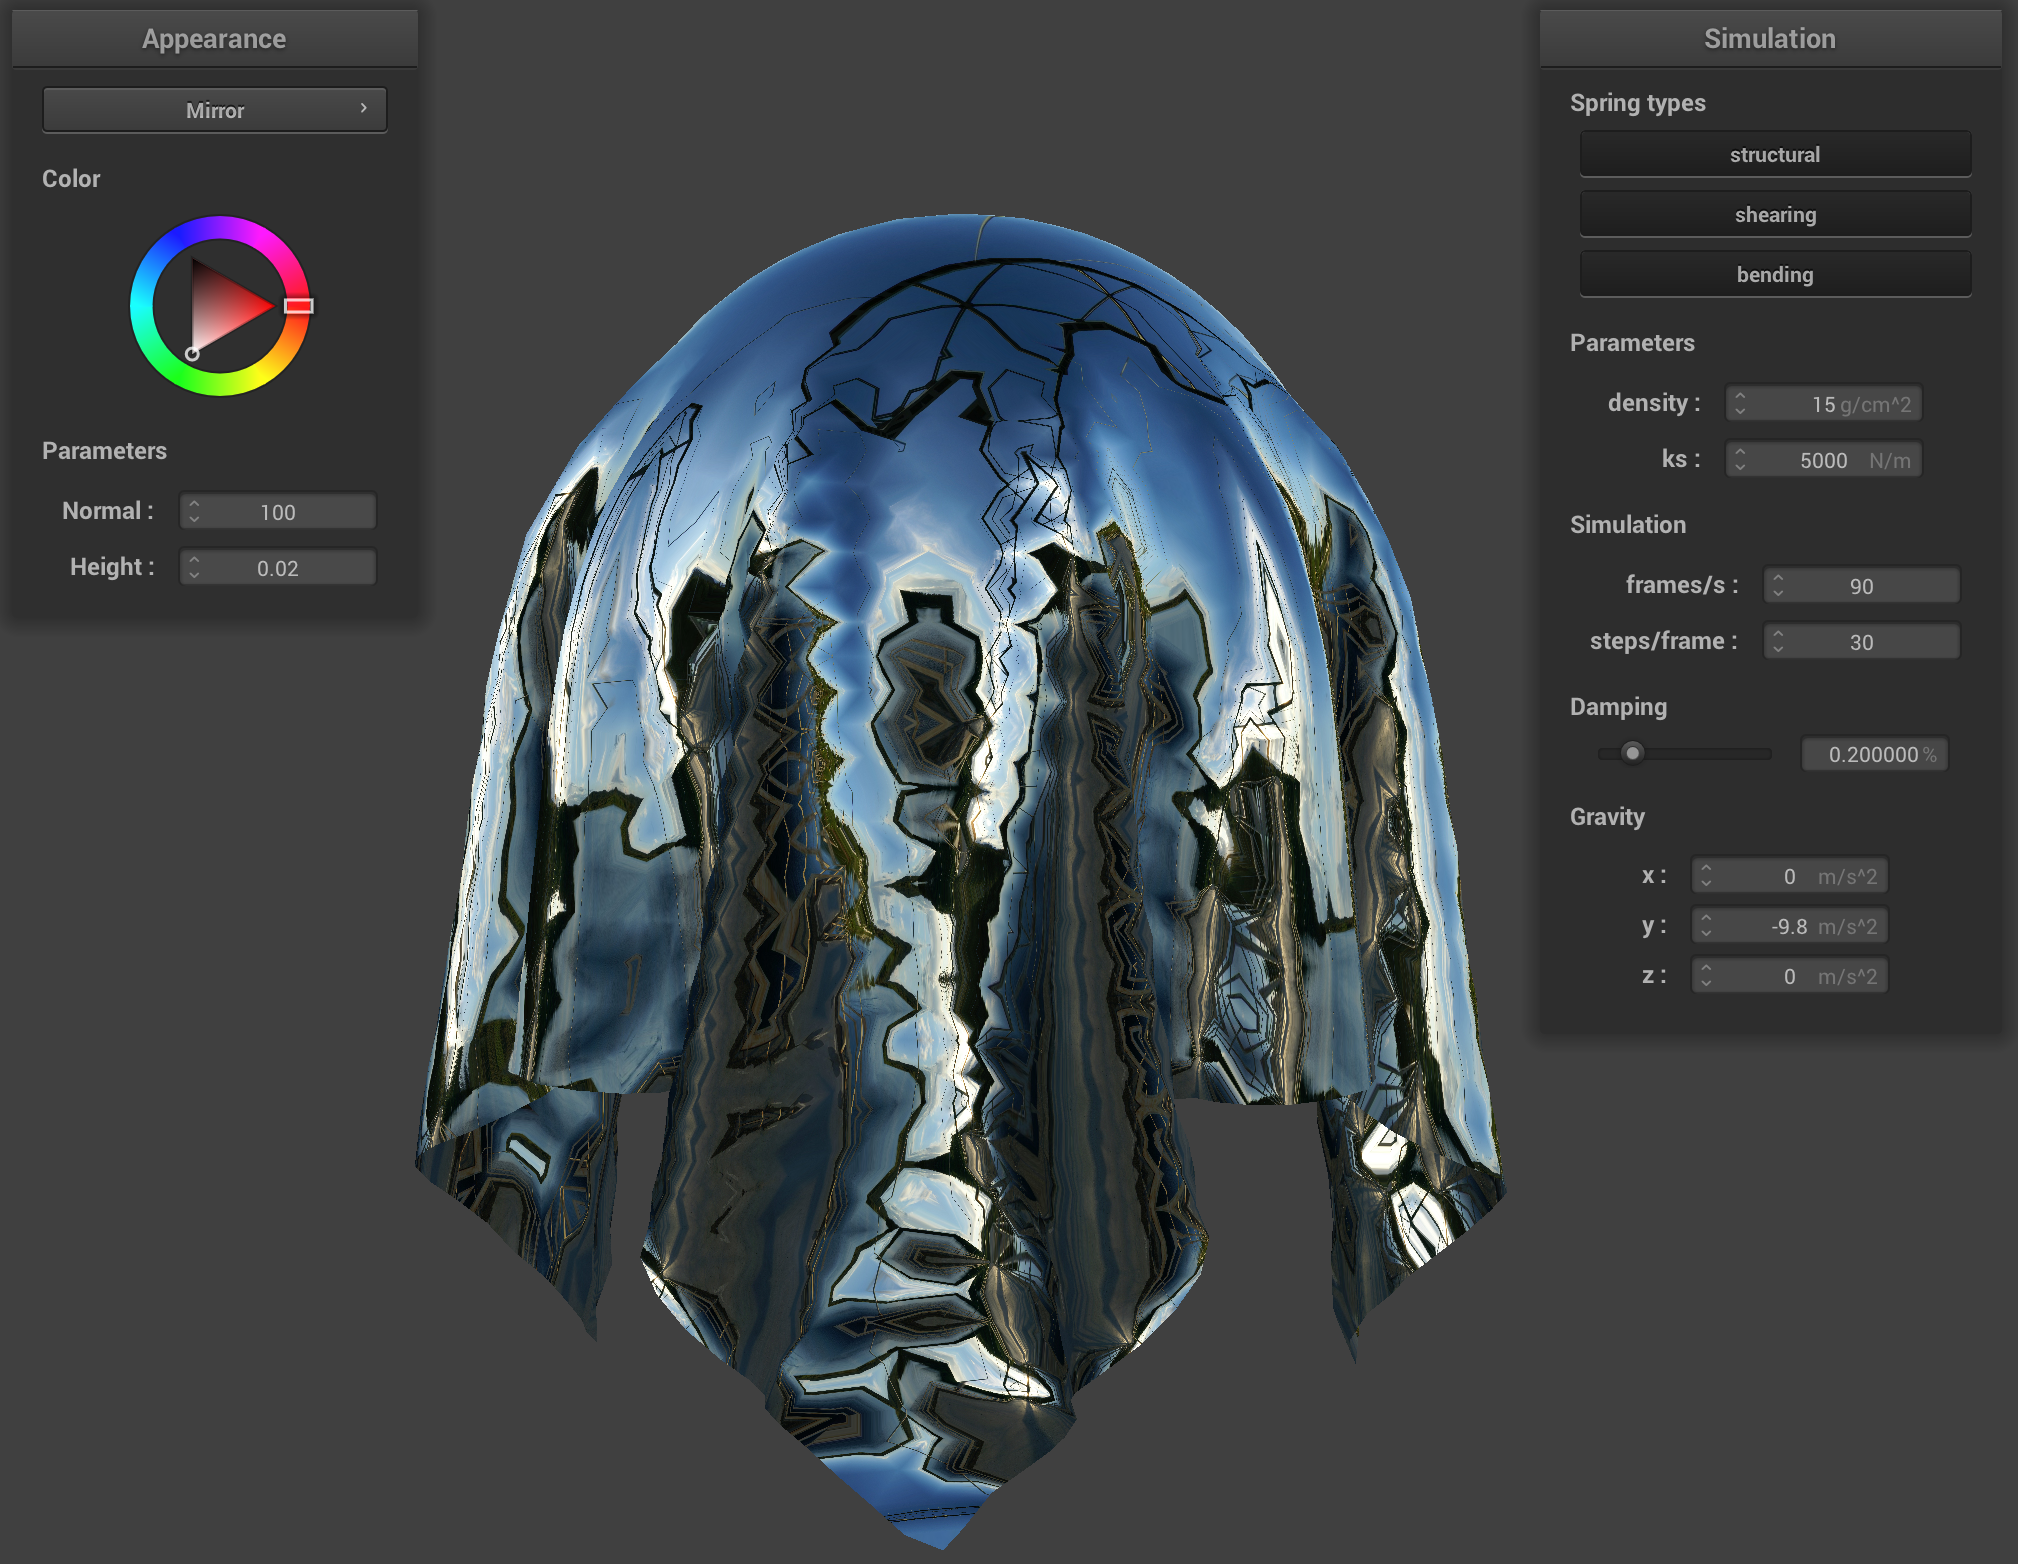 Appearance
Mirror
Color
Parameters
Normal : 100
Height : 0.02
Simulation
Spring types
structural
shearing
bending
Parameters
density : 15 g/cm^2
ks : 5000 N/m
Simulation
frames/s : 90
steps/frame : 30
Damping
0.200000 %
Gravity
x : 0 m/s^2
y : -9.8 m/s^2
z : 0 m/s^2